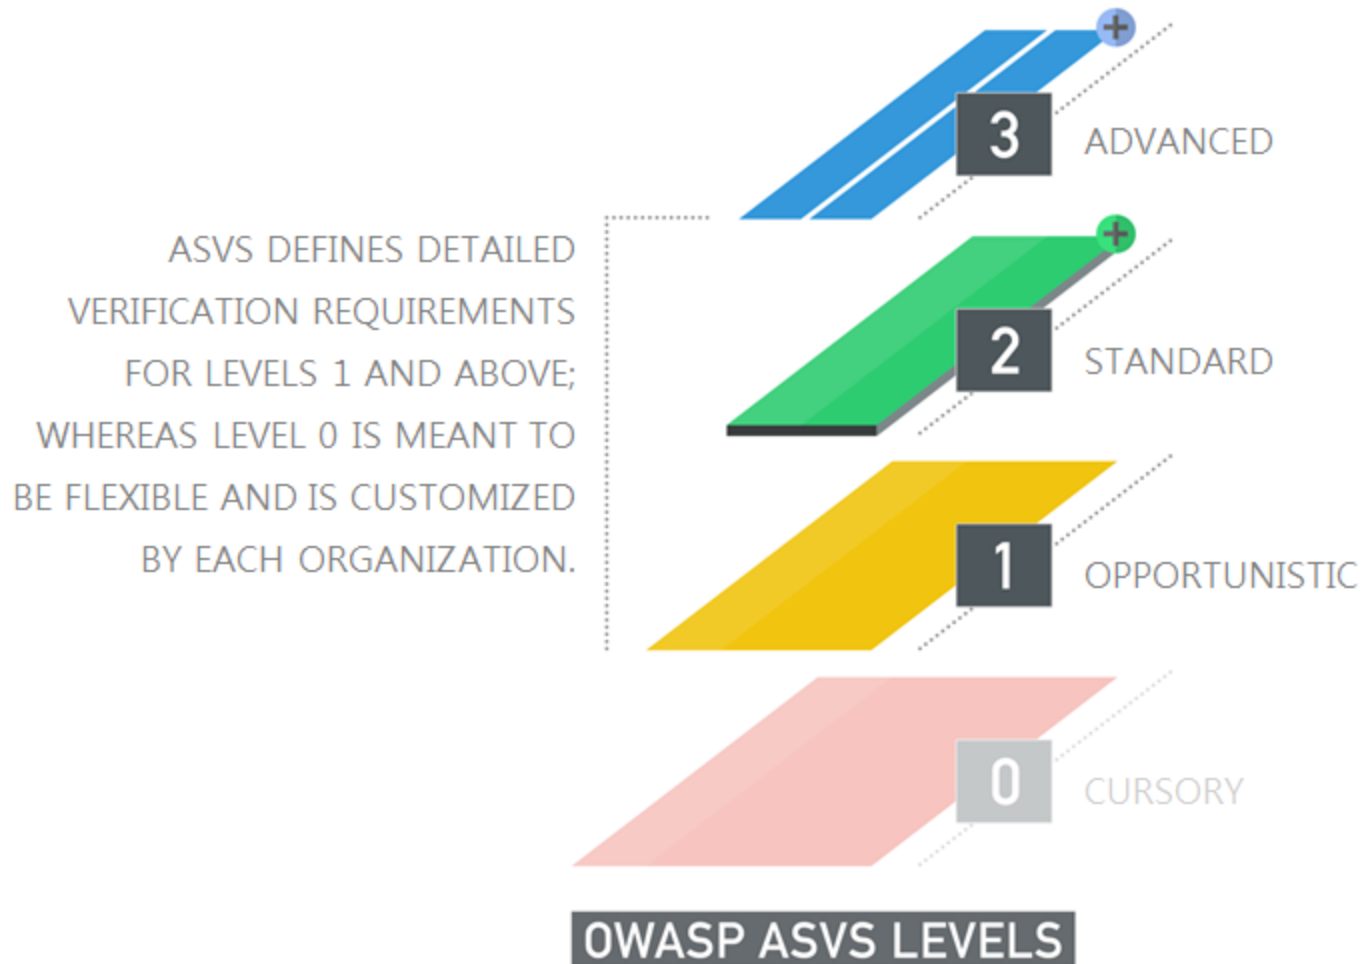 3
ADVANCED
ASVS DEFINES DETAILED
VERIFICATION REQUIREMENTS
FOR LEVELS 1 AND ABOVE;
WHEREAS LEVEL 0 IS MEANT TO
BE FLEXIBLE AND IS CUSTOMIZED
BY EACH ORGANIZATION.
2
STANDARD
1
OPPORTUNISTIC
0
CURSORY
OWASP ASVS LEVELS